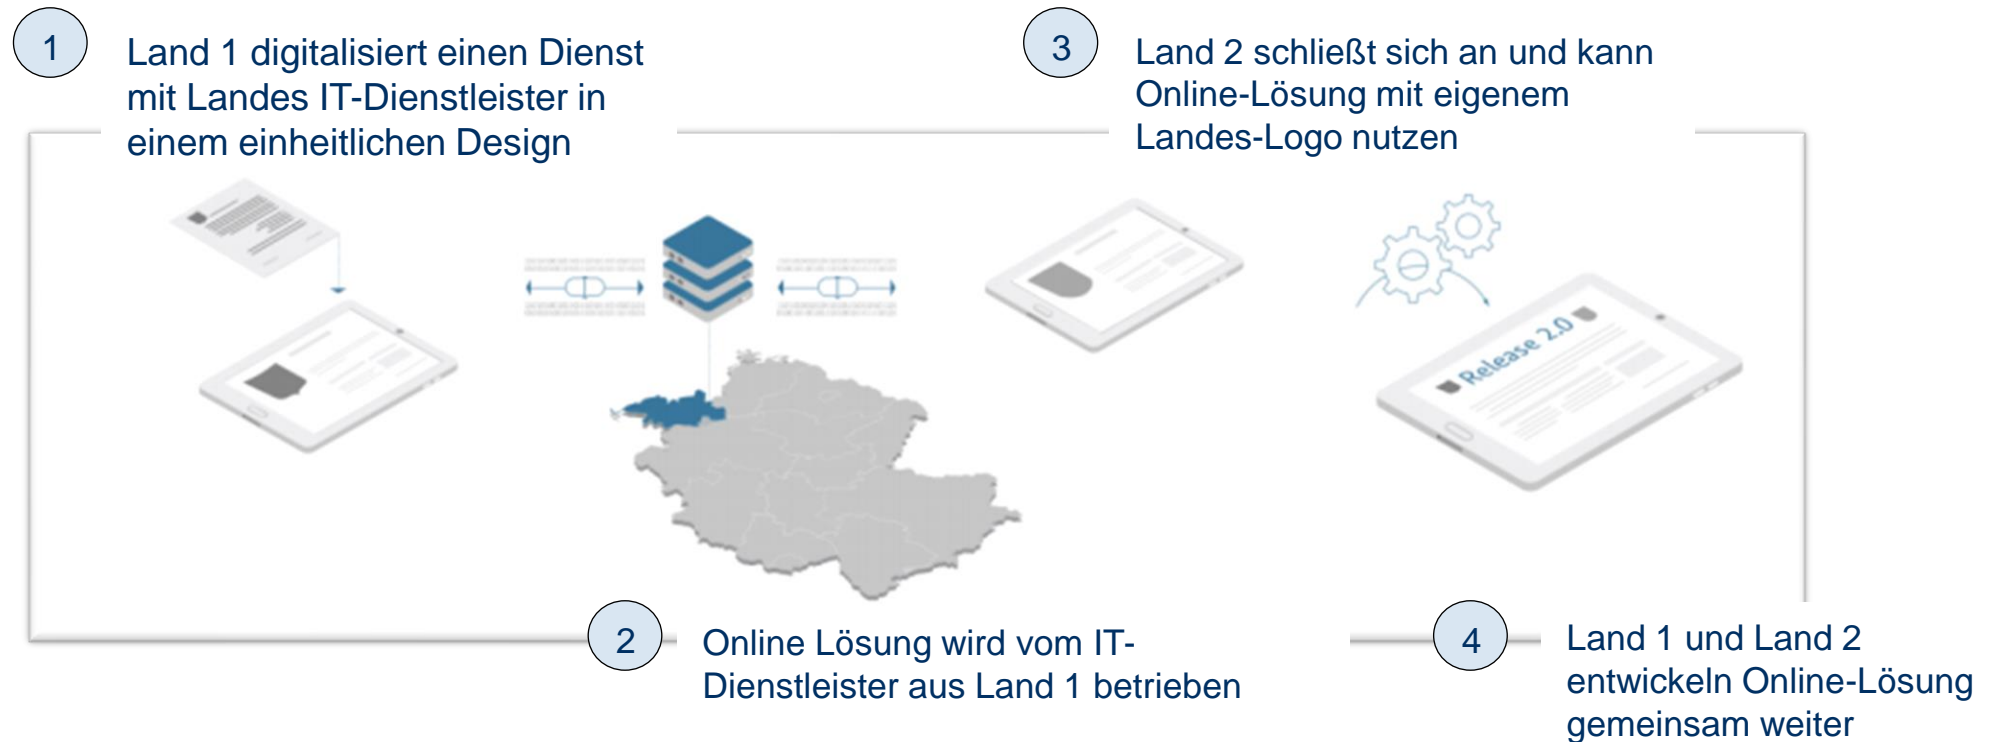 1
Land 1 digitalisiert einen Dienst
mit Landes IT-Dienstleister in
einem einheitlichen Design
3
Land 2 schließt sich an und kann
Online-Lösung mit eigenem
Landes-Logo nutzen
Release 2.0
2
Online Lösung wird vom IT-
Dienstleister aus Land 1 betrieben
4
Land 1 und Land 2
entwickeln Online-Lösung
gemeinsam weiter